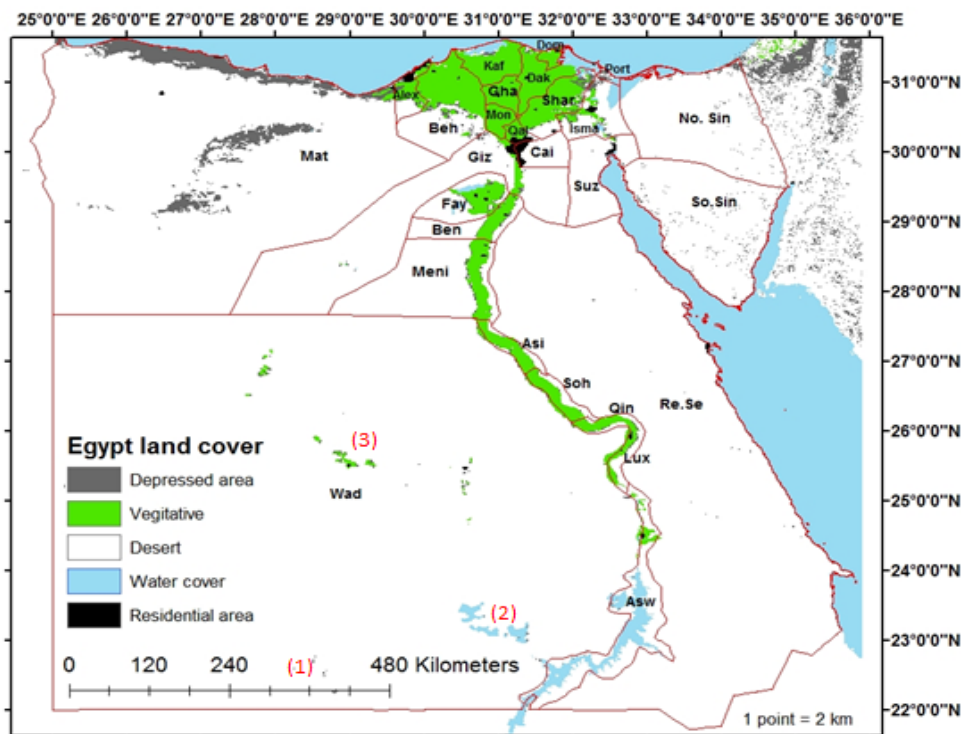 25°0'0"E 26°0'0"E 27°0'0"E 28°0'0"E 29°0'0"E 30°0'0"E 31°0'0"E 32°0'0"E 33°0'0"E 34°0'0"E 35°0'0"E 36°0'0"E
Dom
Kaf
Port
Dak
31°0'0"N
Alex
Gha
Shar
Mon
No. Sin
Beh
Qal
Isma
Mat
Giz
Cai
30°0'0"N
Suz
Fay
So.Sin
Ben
29°0'0"N
Meni
28°0'0"N
Asi
27°0'0"N
Soh
Qin
Re.Se
Egypt land cover
(3)
26°0'0"N
Lux
Depressed area
Wad
Vegitative
25°0'0"N
Desert
Water cover
24°0'0"N
Residential area
(2)
Asw
23°0'0"N
0 120 240 (1) 480 Kilometers
1 point = 2 km
22°0'0"N